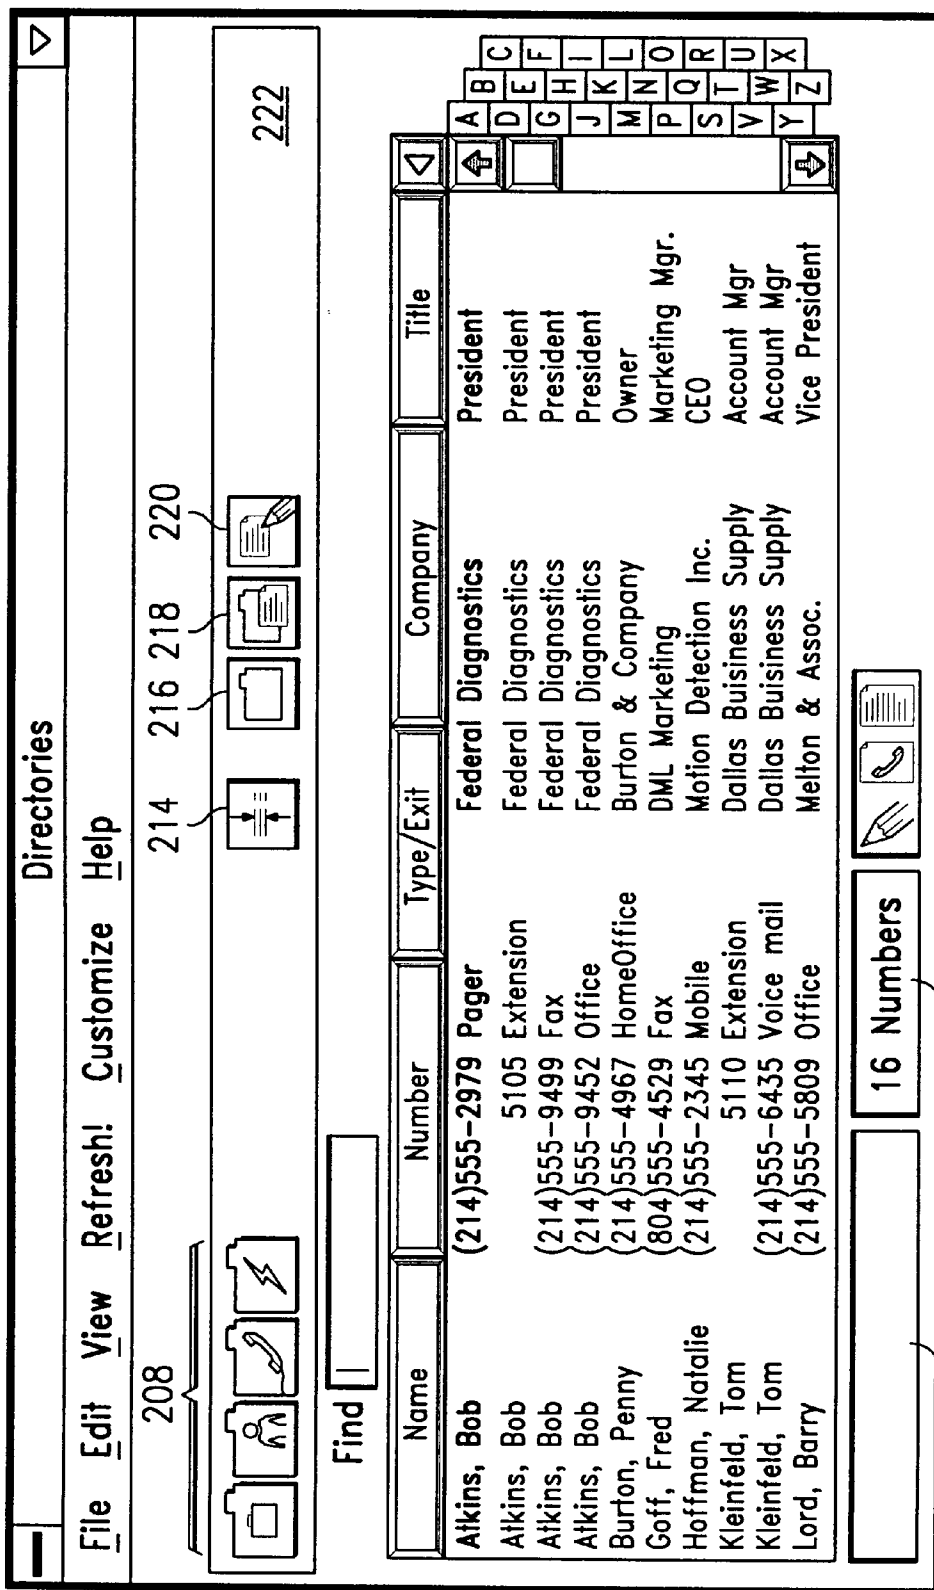 Directories
File Edit View Refresh! Customize Help
208 214 216 218 220
222
Find
Name Number Type/Exit Company Title
Atkins, Bob (214)555-2979 Pager Federal Diagnostics President
Atkins, Bob 5105 Extension Federal Diagnostics President
Atkins, Bob (214)555-9499 Fax Federal Diagnostics President
Atkins, Bob (214)555-9452 Office Federal Diagnostics President
Burton, Penny (214)555-4967 HomeOffice Burton & Company Owner
Goff, Fred (804)555-4529 Fax DML Marketing Marketing Mgr.
Hoffman, Natalie (214)555-2345 Mobile Motion Detection Inc. CEO
Kleinfeld, Tom 5110 Extension Dallas Buisiness Supply Account Mgr
Kleinfeld, Tom (214)555-6435 Voice mail Dallas Buisiness Supply Account Mgr
Lord, Barry (214)555-5809 Office Melton & Assoc. Vice President
A B C
D E F
G H I
J K L
M N O
P Q R
S T U
V W X
Y Z
16 Numbers